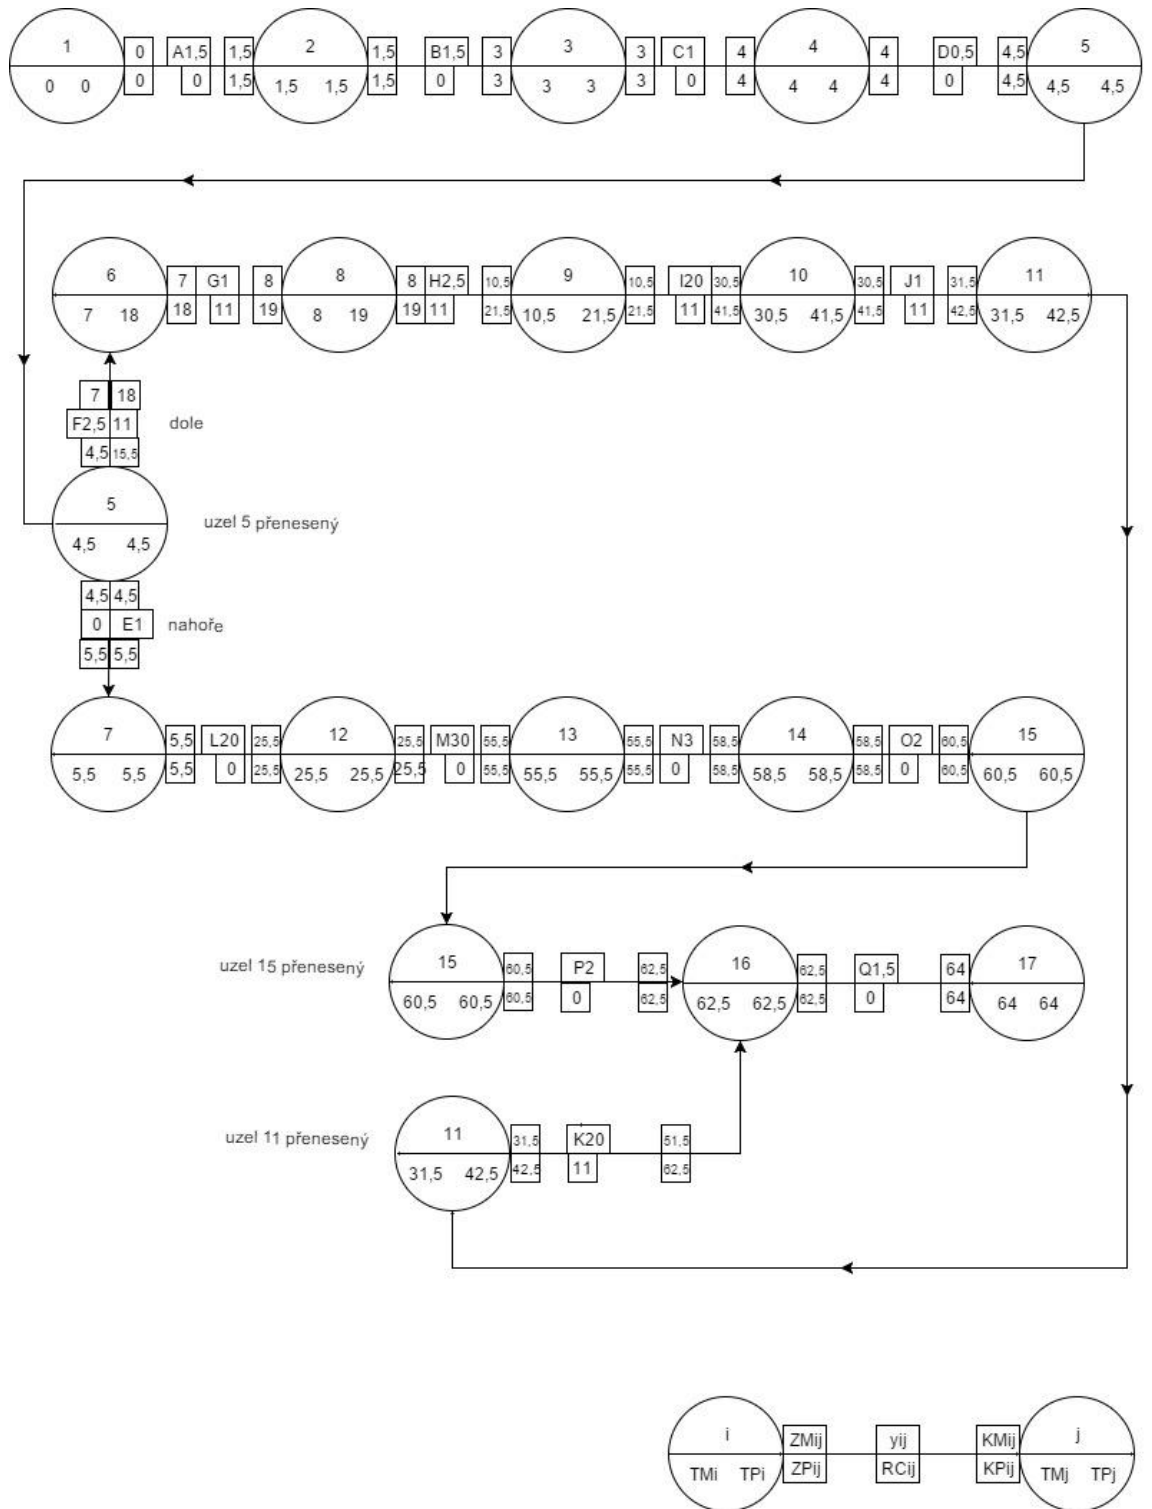 1 2 3 4 5
0 A1,5 1,5 1,5 B1,5 3 3 C1 4 4 D0,5 4,5
0 0 1,5 1,5 0 3 3 0 4 4 0 4,5
0 0 1,5 1,5 3 3 4 4 4,5 4,5
6 8 9 10 11
7 G1 8 8 H2,5 10,5 10,5 I20 30,5 30,5 J1 31,5
18 11 19 19 11 21,5 21,5 11 41,5 41,5 11 42,5
7 18 8 19 10,5 21,5 30,5 41,5 31,5 42,5
7 18
F2,5 11 dole
4,5 15,5
5
uzel 5 přenesený
4,5 4,5
4,5 4,5
0 E1 nahoře
5,5 5,5
7 12 13 14 15
5,5 L20 25,5 25,5 M30 55,5 55,5 N3 58,5 58,5 O2 60,5
5,5 0 25,5 25,5 0 55,5 55,5 0 58,5 58,5 0 60,5
5,5 5,5 25,5 25,5 55,5 55,5 58,5 58,5 60,5 60,5
uzel 15 přenesený 15 16 17
60,5 P2 62,5 62,5 Q1,5 64
60,5 0 62,5 62,5 0 64
60,5 60,5 62,5 62,5 64 64
uzel 11 přenesený 11
31,5 K20 51,5
42,5 11 62,5
31,5 42,5
i j
ZMij yij KMij
ZPij RCij KPij
TMi TPi TMj TPj